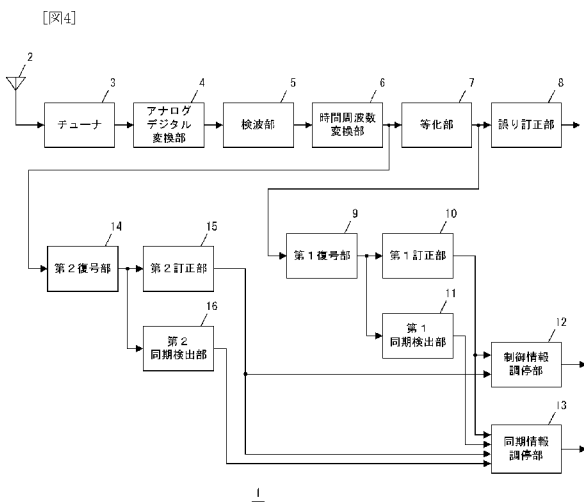 [図4]
2
3
4
5
6
7
8
チューナ
アナログ
デジタル
変換部
検波部
時間周波数
変換部
等化部
誤り訂正部
14
15
9
10
第2復号部
第2訂正部
第1復号部
第1訂正部
16
第2
同期検出部
11
第1
同期検出部
12
制御情報
調停部
13
同期情報
調停部
1